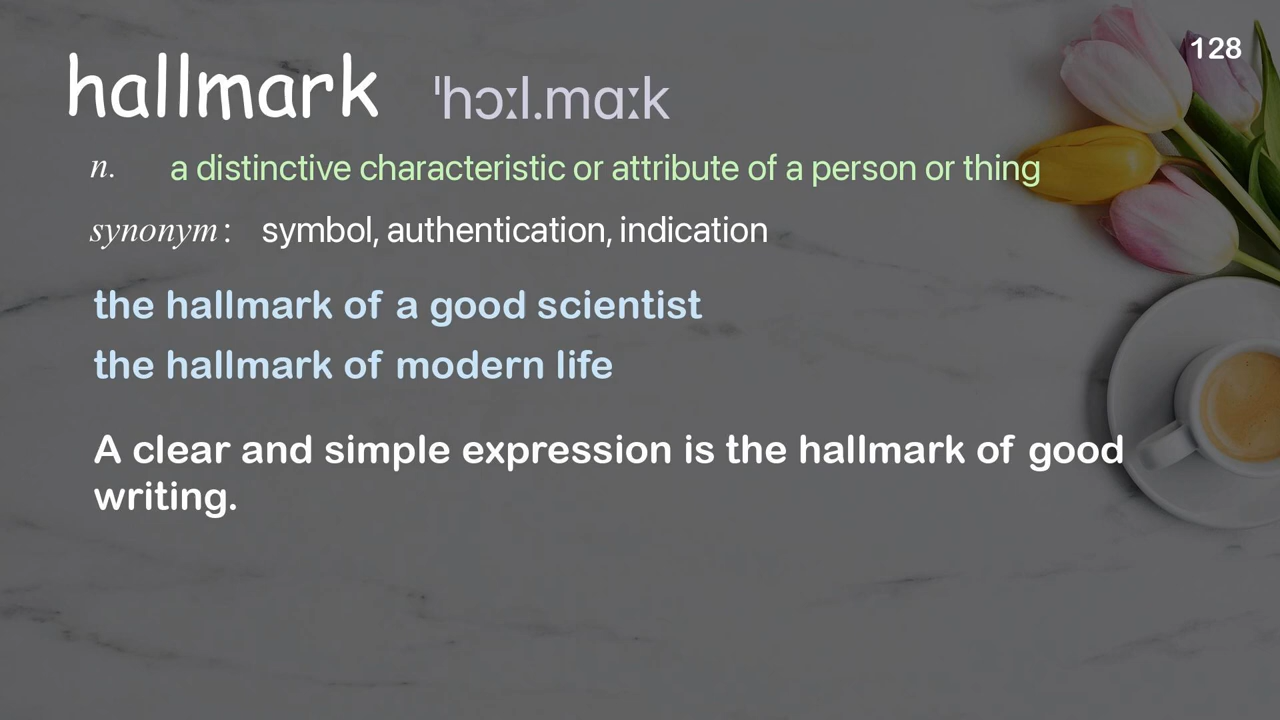 128
hallmark ˈhɔːl.mɑːk
n. a distinctive characteristic or attribute of a person or thing
synonym : symbol, authentication, indication
the hallmark of a good scientist
the hallmark of modern life
A clear and simple expression is the hallmark of good
writing.